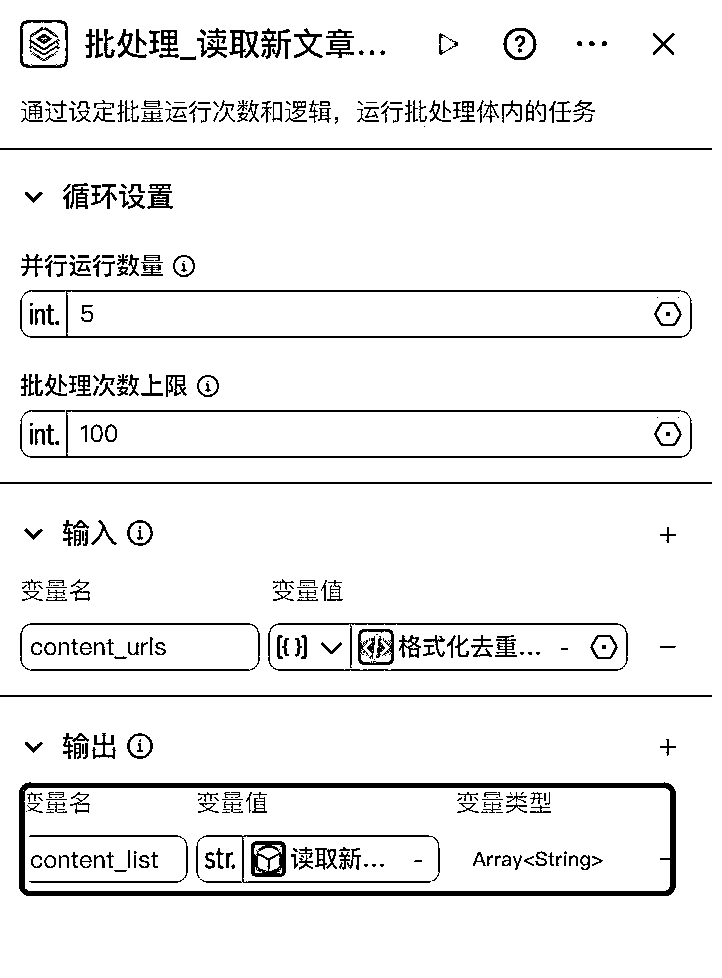 批处理_读取新文章...
通过设定批量运行次数和逻辑，运行批处理体内的任务
循环设置
并行运行数量
int. 5
批处理次数上限
int. 100
输入
变量名 变量值
content_urls [{}] 格式化去重... -
输出
变量名 变量值 变量类型
content_list str. 读取新... - Array<String>